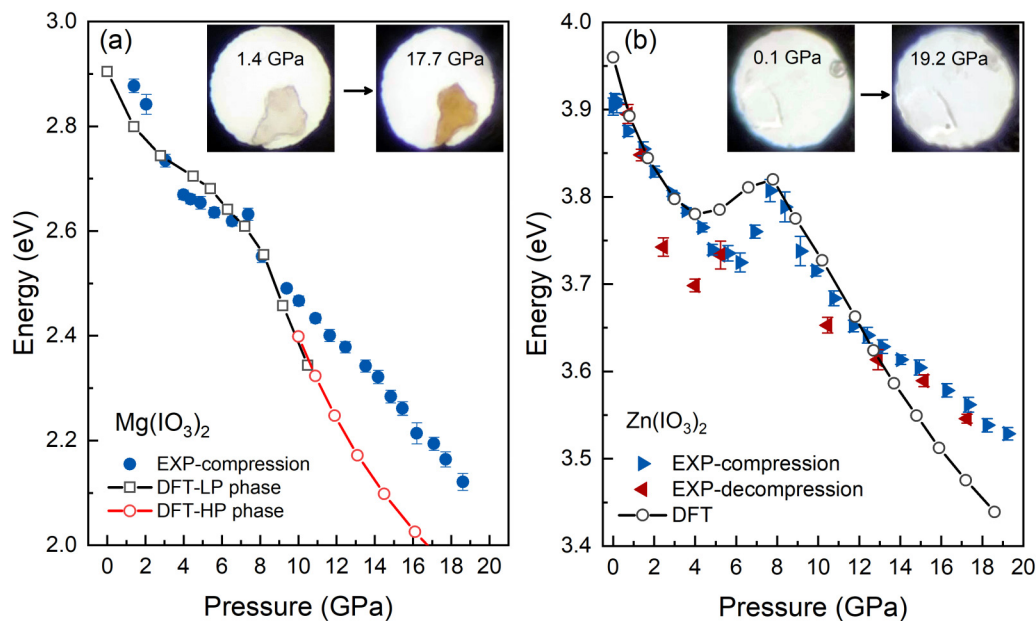 (a)
1.4 GPa
17.7 GPa
3.0
2.8
2.6
2.4
2.2
2.0
Energy (eV)
Mg(IO₃)₂
EXP-compression
DFT-LP phase
DFT-HP phase
0 2 4 6 8 10 12 14 16 18 20
Pressure (GPa)
(b)
0.1 GPa
19.2 GPa
4.0
3.9
3.8
3.7
3.6
3.5
3.4
Energy (eV)
Zn(IO₃)₂
EXP-compression
EXP-decompression
DFT
0 2 4 6 8 10 12 14 16 18 20
Pressure (GPa)